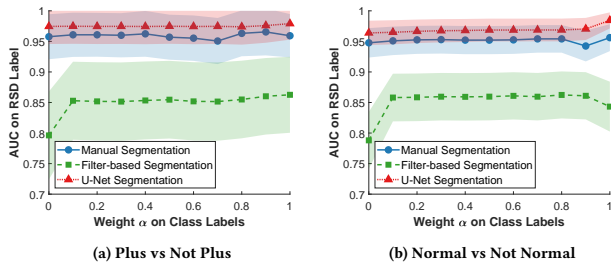 1
0.95
0.9
0.85
0.8
0.75
0.7
AUC on RSD Label
Manual Segmentation
Filter-based Segmentation
U-Net Segmentation
0 0.2 0.4 0.6 0.8 1
Weight α on Class Labels
(a) Plus vs Not Plus
1
0.95
0.9
0.85
0.8
0.75
0.7
AUC on RSD Label
Manual Segmentation
Filter-based Segmentation
U-Net Segmentation
0 0.2 0.4 0.6 0.8 1
Weight α on Class Labels
(b) Normal vs Not Normal